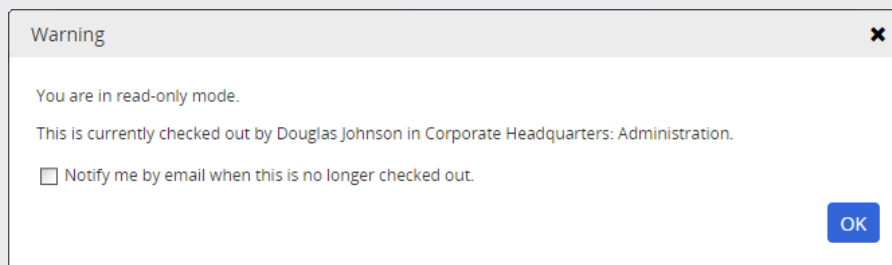 Warning
You are in read-only mode.
This is currently checked out by Douglas Johnson in Corporate Headquarters: Administration.
Notify me by email when this is no longer checked out.
OK